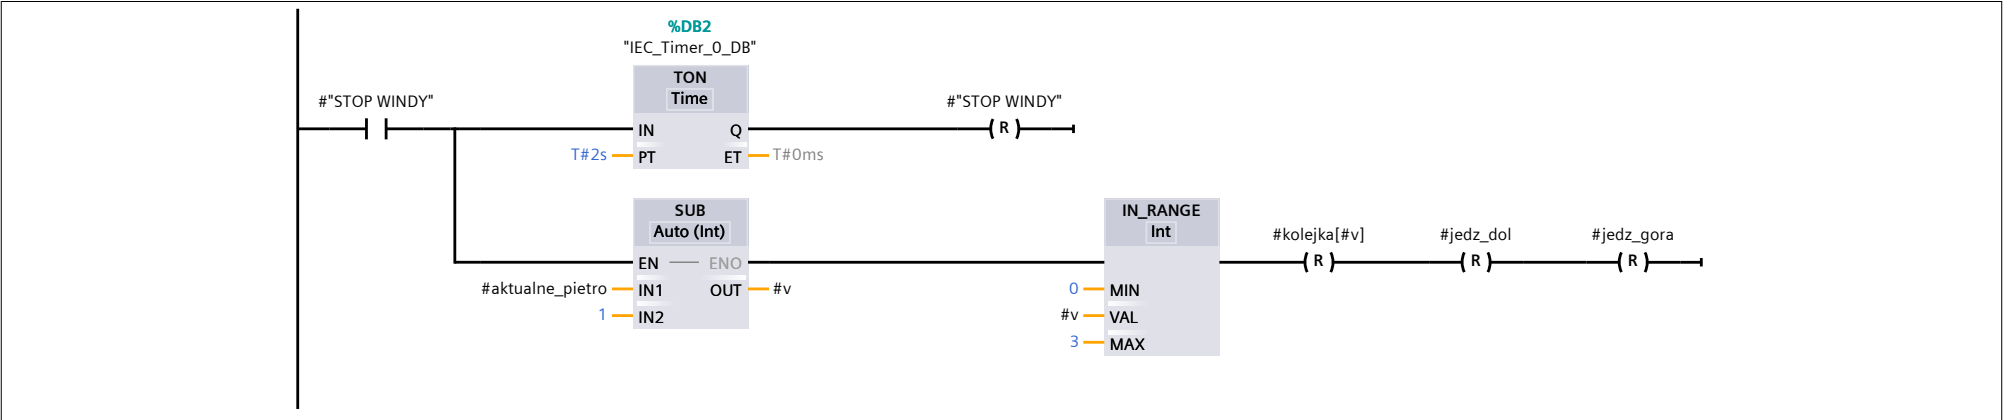 %DB2
"IEC_Timer_0_DB"
TON
Time
#"STOP WINDY"
#"STOP WINDY"
IN Q
( R )
T#2s PT ET T#0ms
SUB
Auto (Int)
IN_RANGE
Int
#kolejka[#v] #jedz_dol #jedz_gora
EN ENO
( R ) ( R ) ( R )
#aktualne_pietro IN1 OUT #v
0 MIN
1 IN2
#v VAL
3 MAX